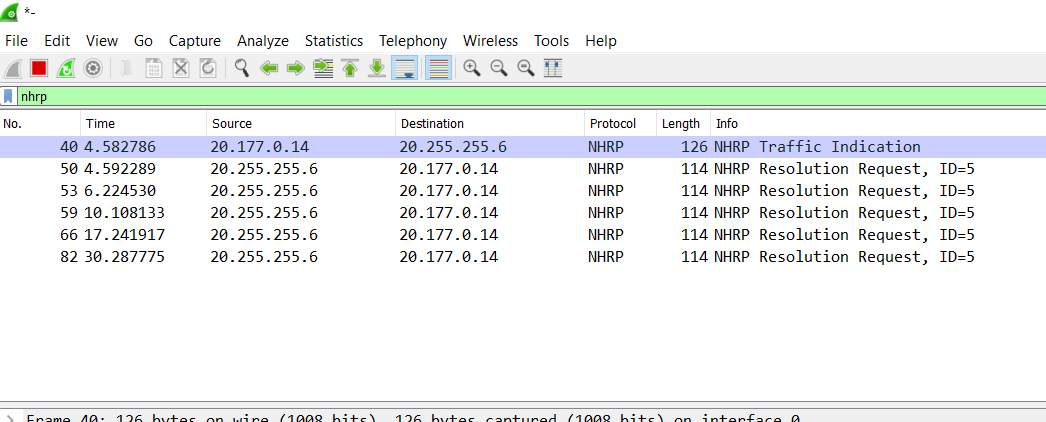 *-
File Edit View Go Capture Analyze Statistics Telephony Wireless Tools Help
nhrp
No. Time Source Destination Protocol Length Info
40 4.582786 20.177.0.14 20.255.255.6 NHRP 126 NHRP Traffic Indication
50 4.592289 20.255.255.6 20.177.0.14 NHRP 114 NHRP Resolution Request, ID=5
53 6.224530 20.255.255.6 20.177.0.14 NHRP 114 NHRP Resolution Request, ID=5
59 10.108133 20.255.255.6 20.177.0.14 NHRP 114 NHRP Resolution Request, ID=5
66 17.241917 20.255.255.6 20.177.0.14 NHRP 114 NHRP Resolution Request, ID=5
82 30.287775 20.255.255.6 20.177.0.14 NHRP 114 NHRP Resolution Request, ID=5
Frame 40: 126 bytes on wire (1008 bits), 126 bytes captured (1008 bits) on interface 0